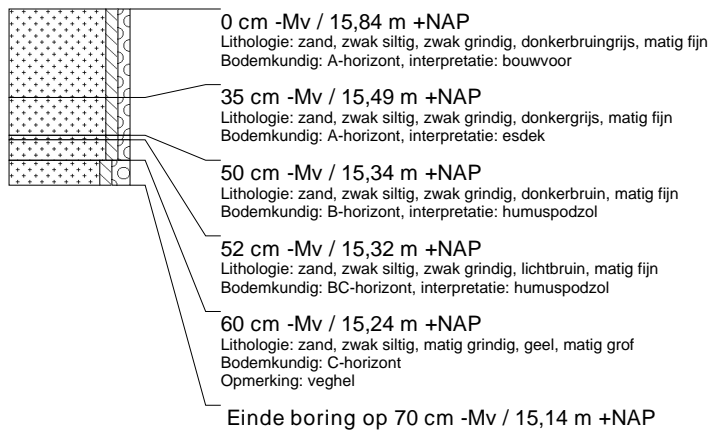 0 cm -Mv / 15,84 m +NAP
Lithologie: zand, zwak siltig, zwak grindig, donkerbruingrijs, matig fijn
Bodemkundig: A-horizont, interpretatie: bouwvoor
35 cm -Mv / 15,49 m +NAP
Lithologie: zand, zwak siltig, zwak grindig, donkergrijs, matig fijn
Bodemkundig: A-horizont, interpretatie: esdek
50 cm -Mv / 15,34 m +NAP
Lithologie: zand, zwak siltig, zwak grindig, donkerbruin, matig fijn
Bodemkundig: B-horizont, interpretatie: humuspodzol
52 cm -Mv / 15,32 m +NAP
Lithologie: zand, zwak siltig, zwak grindig, lichtbruin, matig fijn
Bodemkundig: BC-horizont, interpretatie: humuspodzol
60 cm -Mv / 15,24 m +NAP
Lithologie: zand, zwak siltig, matig grindig, geel, matig grof
Bodemkundig: C-horizont
Opmerking: veghel
Einde boring op 70 cm -Mv / 15,14 m +NAP